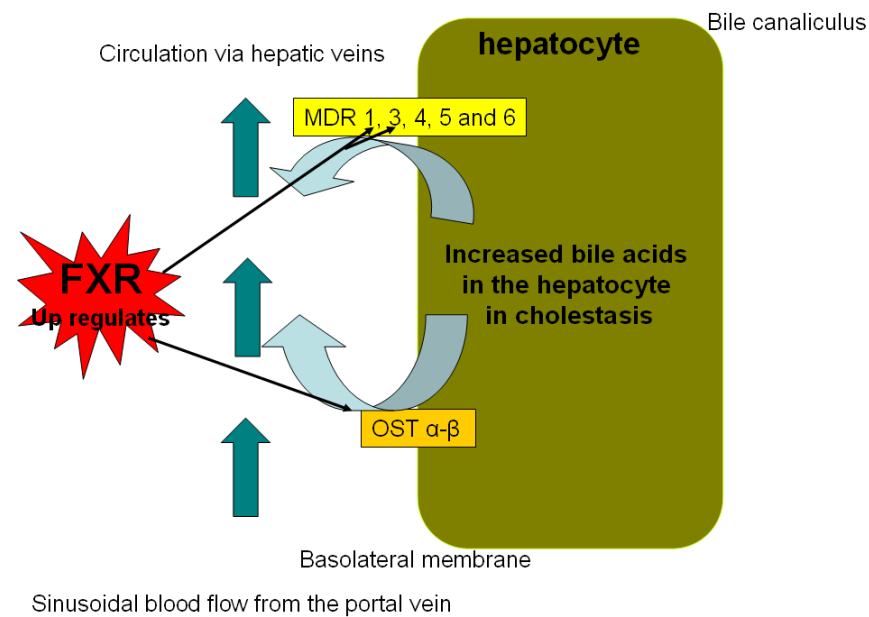 Bile canaliculus
hepatocyte
Circulation via hepatic veins
MDR 1, 3, 4, 5 and 6
Increased bile acids
in the hepatocyte
in cholestasis
FXR
Up regulates
OST α-β
Basolateral membrane
Sinusoidal blood flow from the portal vein